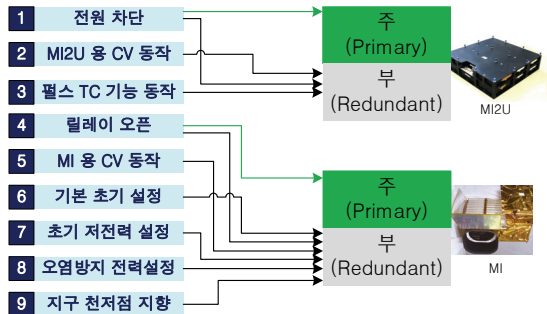 1 전원 차단
2 MI2U 용 CV 동작
3 펄스 TC 기능 동작
4 릴레이 오픈
5 MI 용 CV 동작
6 기본 초기 설정
7 초기 저전력 설정
8 오염방지 전력설정
9 지구 천저점 지향
주
(Primary)
부
(Redundant)
MI2U
주
(Primary)
부
(Redundant)
MI